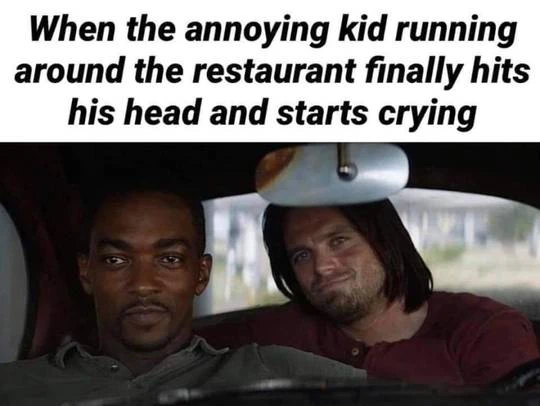 When the annoying kid running
around the restaurant finally hits
his head and starts crying